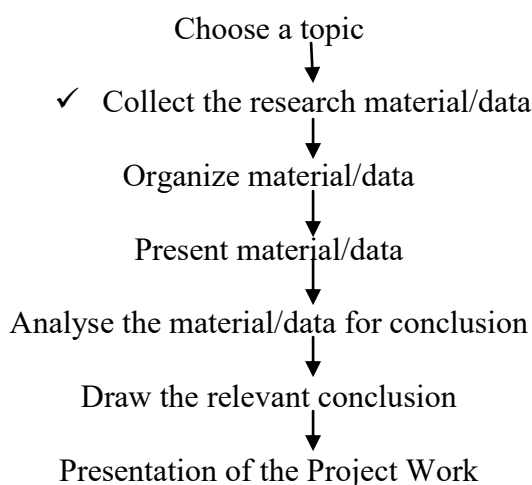 Choose a topic
✓ Collect the research material/data
Organize material/data
Present material/data
Analyse the material/data for conclusion
Draw the relevant conclusion
Presentation of the Project Work